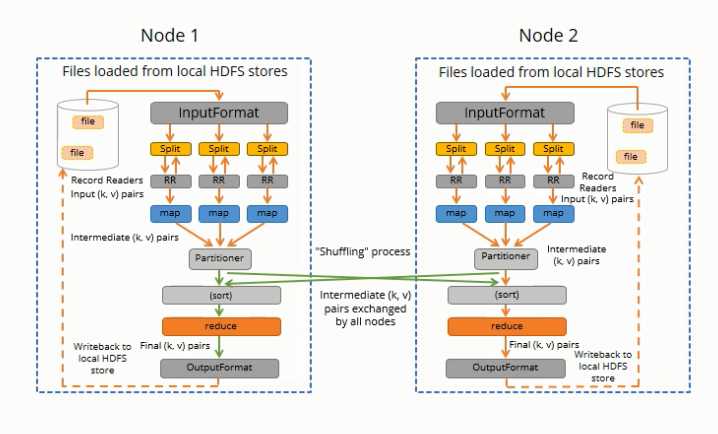 Node 1
Files loaded from local HDFS stores
InputFormat
file
file
Split
Split
Split
Record Readers
RR
RR
RR
Input (k, v) pairs
map
map
map
Intermediate (k, v) pairs
Partitioner
(sort)
reduce
Final (k, v) pairs
Writeback to
local HDFS
store
OutputFormat
"Shuffling" process
Intermediate (k, v)
pairs exchanged
by all nodes
Node 2
Files loaded from local HDFS stores
InputFormat
file
file
Split
Split
Split
RR
RR
RR
Record
Readers
Input (k, v) pairs
map
map
map
Intermediate
(k, v) pairs
Partitioner
(sort)
reduce
Final (k, v) pairs
Writeback to
local HDFS
store
OutputFormat